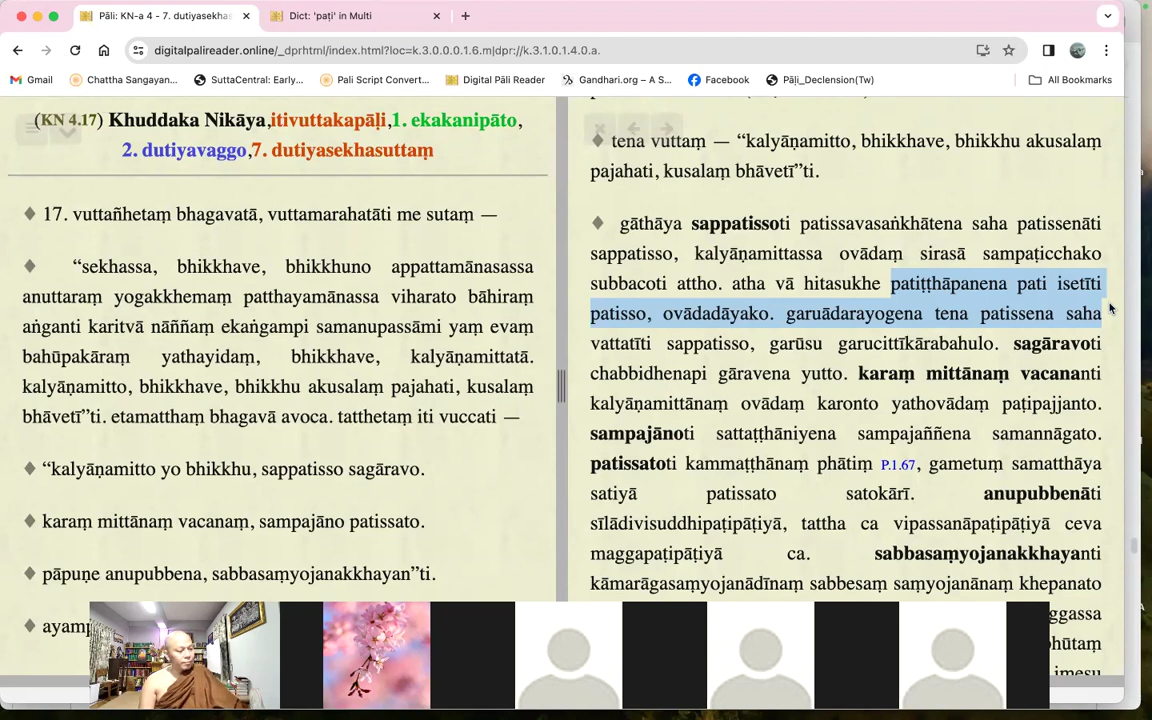 Pāli: KN-a 4 - 7. dutiyasekhas
Dict: 'paṭi' in Multi
digitalpalireader.online/_dprhtml/index.html?loc=k.3.0.0.0.1.6.m|dpr://k.3.1.0.1.4.0.a.
Gmail
Chattha Sangayan...
SuttaCentral: Early...
Pali Script Convert...
Digital Pāli Reader
Gandhari.org – A S...
Facebook
Pāḷi_Declension(Tw)
All Bookmarks
(KN 4.17) Khuddaka Nikāya,itivuttakapāḷi,1. ekakanipāto,
2. dutiyavaggo,7. dutiyasekhasuttaṃ
17. vuttañhetaṃ bhagavatā, vuttamarahatāti me sutaṃ —
“sekhassa, bhikkhave, bhikkhuno appattamānasassa
anuttaraṃ yogakkhemaṃ patthayamānassa viharato bāhiraṃ
aṅganti karitvā nāññaṃ ekaṅgampi samanupassāmi yaṃ evaṃ
bahūpakāraṃ yathayidaṃ, bhikkhave, kalyāṇamittatā.
kalyāṇamitto, bhikkhave, bhikkhu akusalaṃ pajahati, kusalaṃ
bhāvetī”ti. etamatthaṃ bhagavā avoca. tatthetaṃ iti vuccati —
“kalyāṇamitto yo bhikkhu, sappatisso sagāravo.
karaṃ mittānaṃ vacanaṃ, sampajāno patissato.
pāpuṇe anupubbena, sabbasaṃyojanakkhayan”ti.
tena vuttaṃ — “kalyāṇamitto, bhikkhave, bhikkhu akusalaṃ
pajahati, kusalaṃ bhāvetī”ti.
gāthāya sappatissoti patissavasaṅkhātena saha patissenāti
sappatisso, kalyāṇamittassa ovādaṃ sirasā sampaṭicchako
subbacoti attho. atha vā hitasukhe patiṭṭhāpanena pati isetīti
patisso, ovādadāyako. garuādarayogena tena patissena saha
vattatīti sappatisso, garūsu garucittīkārabahulo. sagāravoti
chabbidhenapi gāravena yutto. karaṃ mittānaṃ vacananti
kalyāṇamittānaṃ ovādaṃ karonto yathovādaṃ paṭipajjanto.
sampajānoti sattaṭṭhāniyena sampajaññena samannāgato.
patissatoti kammaṭṭhānaṃ phātiṃ P.1.67, gametuṃ samatthāya
satiyā patissato satokārī. anupubbenāti
sīlādivisuddhipaṭipāṭiyā, tattha ca vipassanāpaṭipāṭiyā ceva
maggapaṭipāṭiyā ca. sabbasaṃyojanakkhayanti
kāmarāgasaṃyojanādīnaṃ sabbesaṃ saṃyojanānaṃ khepanato